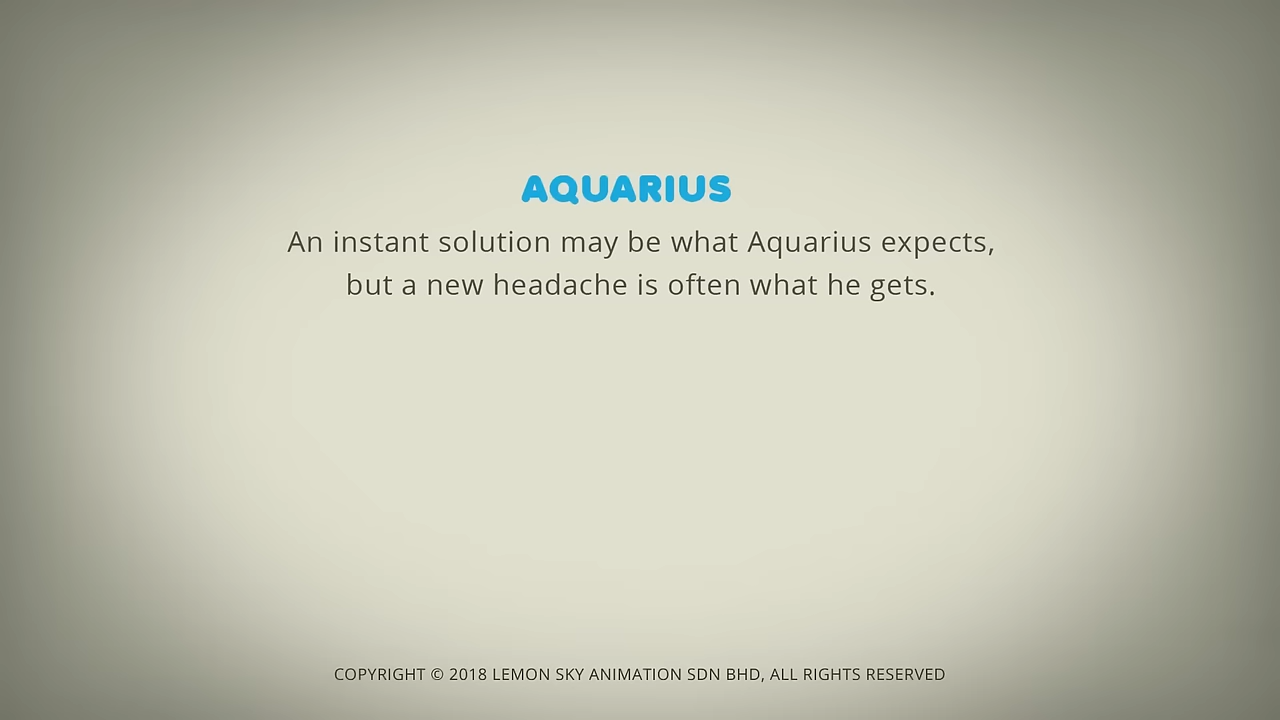 AQUARIUS
An instant solution may be what Aquarius expects,
but a new headache is often what he gets.
COPYRIGHT © 2018 LEMON SKY ANIMATION SDN BHD, ALL RIGHTS RESERVED